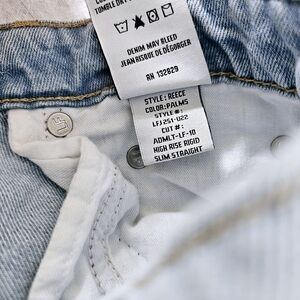 TUMBLE DRY
DENIM MAY BLEED
JEAN RISQUE DE DÉGORGER
RN 132829
STYLE: REECE
COLOR: PALMS
STYLE #:
LFJ251-U22
CUT #:
ADMLT-LF-10
HIGH RISE RIGID
SLIM STRAIGHT